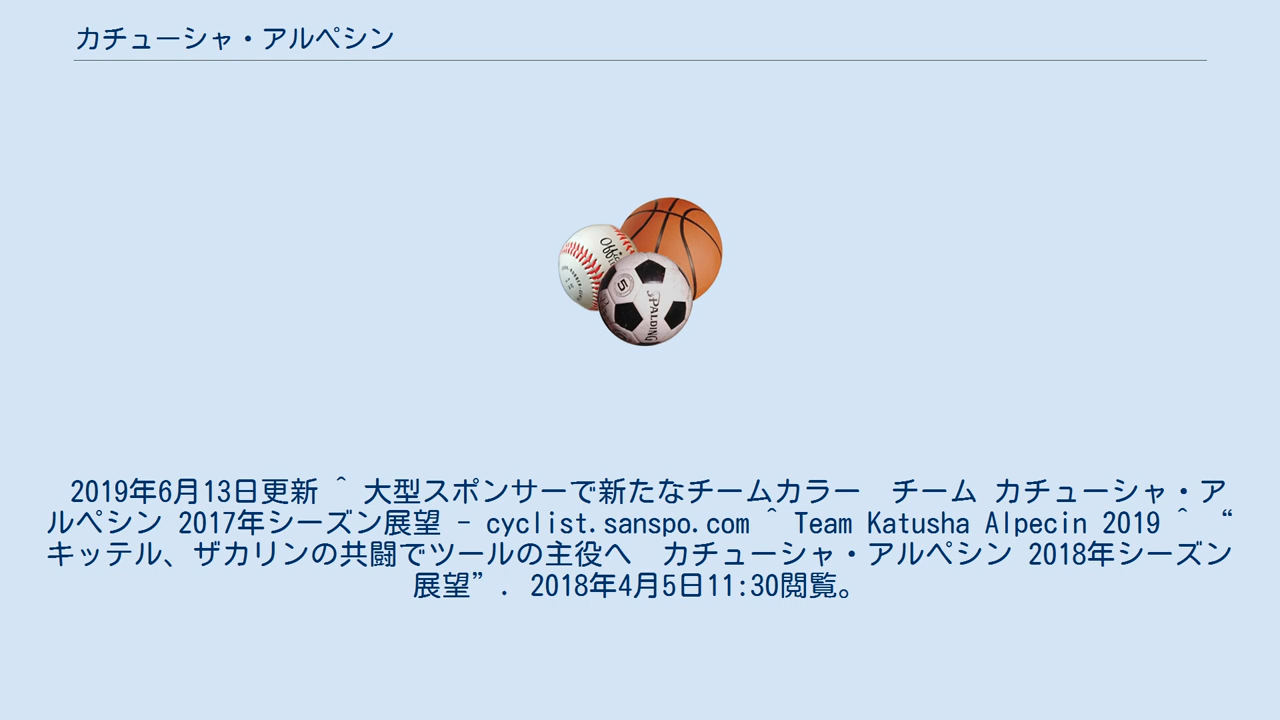 カチューシャ・アルペシン
Offici
5
SPALDING
2019年6月13日更新 ^ 大型スポンサーで新たなチームカラー　チーム カチューシャ・ア
ルペシン 2017年シーズン展望 - cyclist.sanspo.com ^ Team Katusha Alpecin 2019 ^ “
キッテル、ザカリンの共闘でツールの主役へ　カチューシャ・アルペシン 2018年シーズン
展望”. 2018年4月5日11:30閲覧。